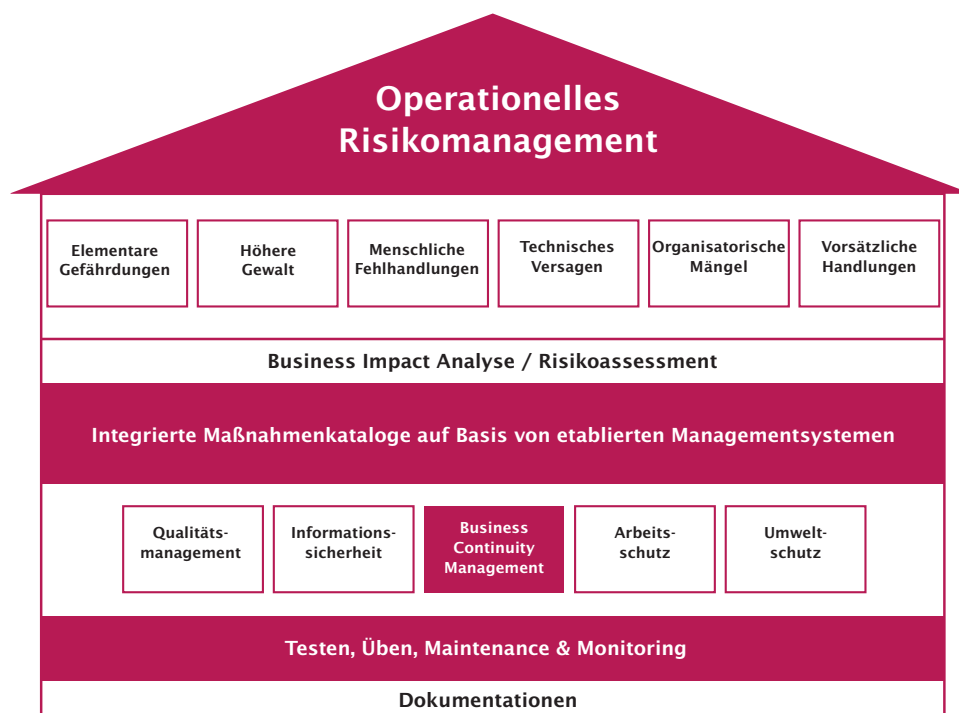 Operationelles
Risikomanagement
Elementare
Gefährdungen
Höhere
Gewalt
Menschliche
Fehlhandlungen
Technisches
Versagen
Organisatorische
Mängel
Vorsätzliche
Handlungen
Business Impact Analyse / Risikoassessment
Integrierte Maßnahmenkataloge auf Basis von etablierten Managementsystemen
Qualitäts-
management
Informations-
sicherheit
Business
Continuity
Management
Arbeits-
schutz
Umwelt-
schutz
Testen, Üben, Maintenance & Monitoring
Dokumentationen